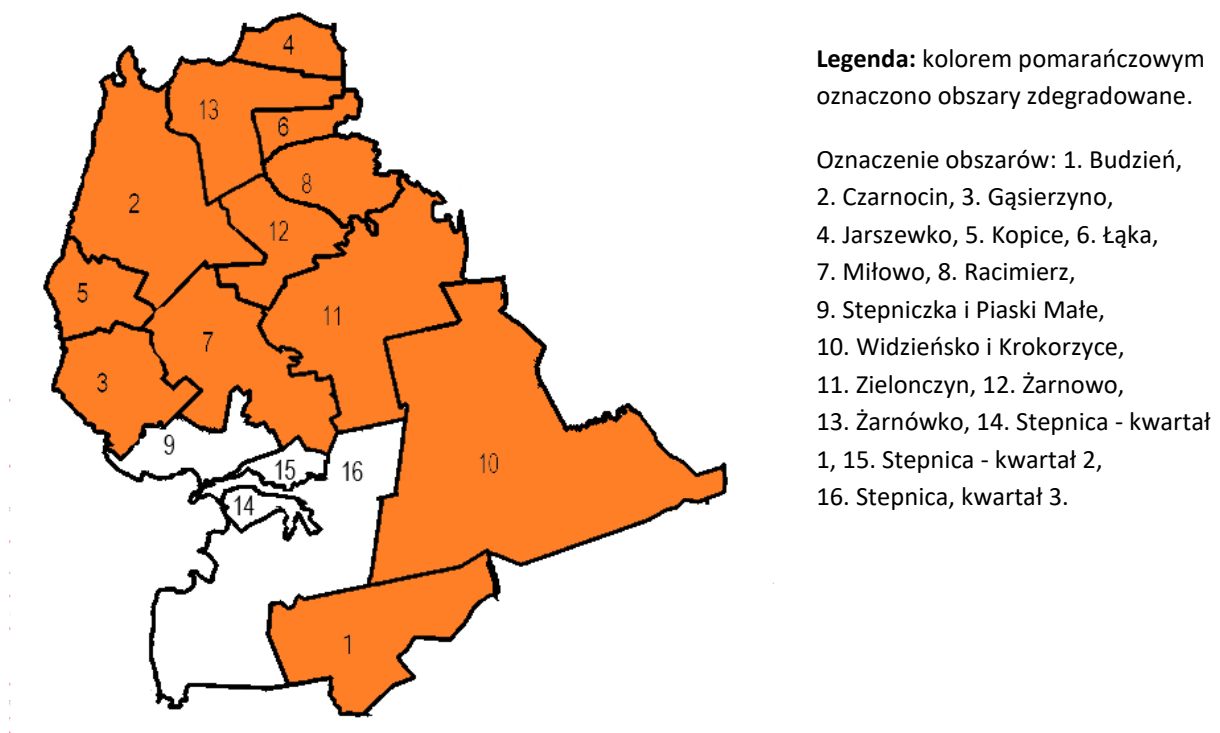 4
13
6
8
2
12
5
11
7
3
9
15
16
10
14
1
Legenda: kolorem pomarańczowym
oznaczono obszary zdegradowane.
Oznaczenie obszarów: 1. Budzień,
2. Czarnocin, 3. Gąsierzyno,
4. Jarszewko, 5. Kopice, 6. Łąka,
7. Miłowo, 8. Racimierz,
9. Stepniczka i Piaski Małe,
10. Widzieńsko i Krokorzyce,
11. Zielonczyn, 12. Żarnowo,
13. Żarnówko, 14. Stepnica - kwartał
1, 15. Stepnica - kwartał 2,
16. Stepnica, kwartał 3.